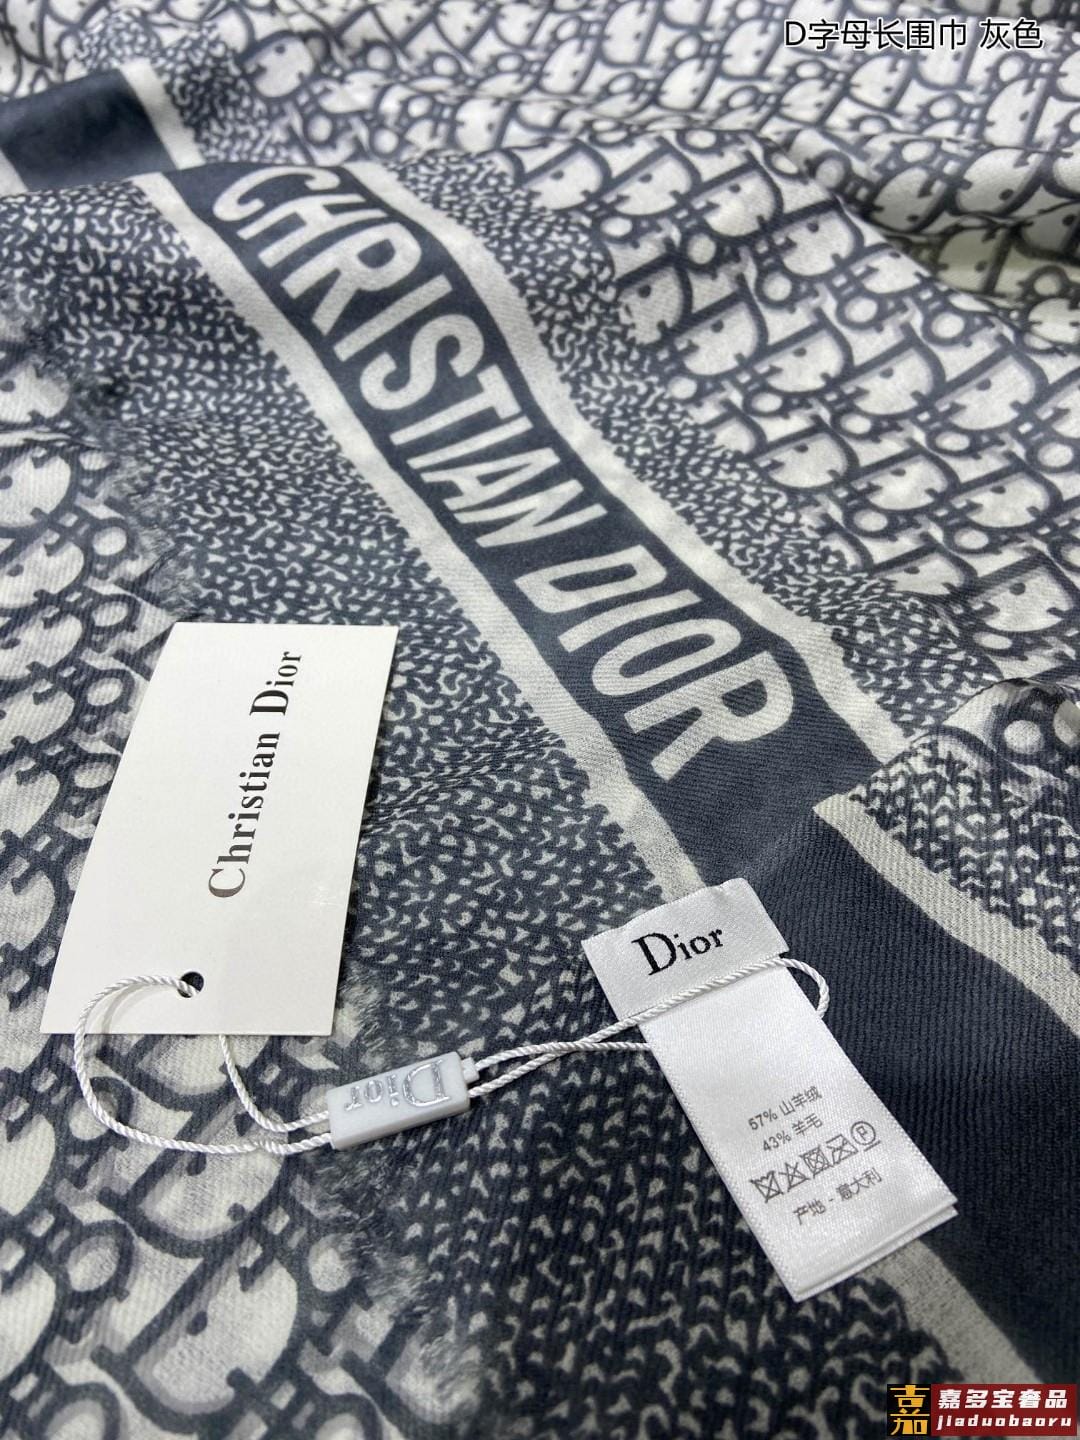 D字母长围巾 灰色
CHRISTIAN DIOR
Christian Dior
Dior
Dior
57% 山羊绒
43% 羊毛
P
产地 - 意大利
嘉 嘉多宝奢品
jiaduobaoru